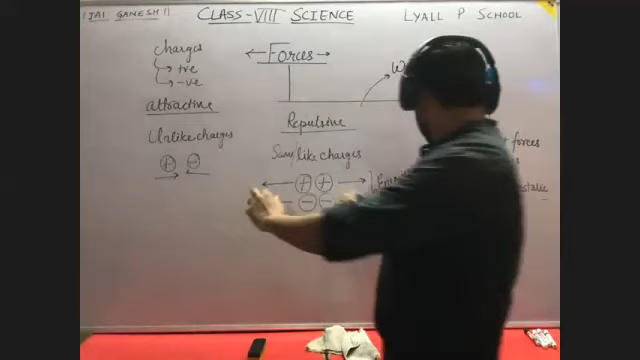 || JAI GANESH || CLASS-VIII SCIENCE LYALL P SCHOOL
Charges
+ve
-ve
attractive
Unlike charges
+ -
Forces
Repulsive
Same/like charges
+ +
- -
forces